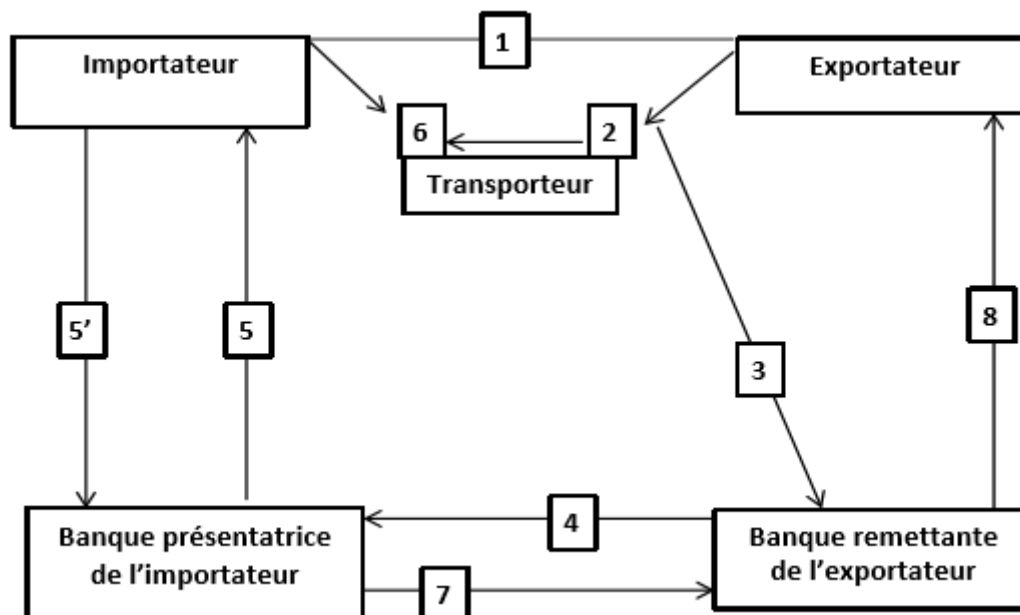 1
Importateur
Exportateur
6
2
Transporteur
5’
5
8
3
4
Banque présentatrice
de l’importateur
Banque remettante
de l’exportateur
7